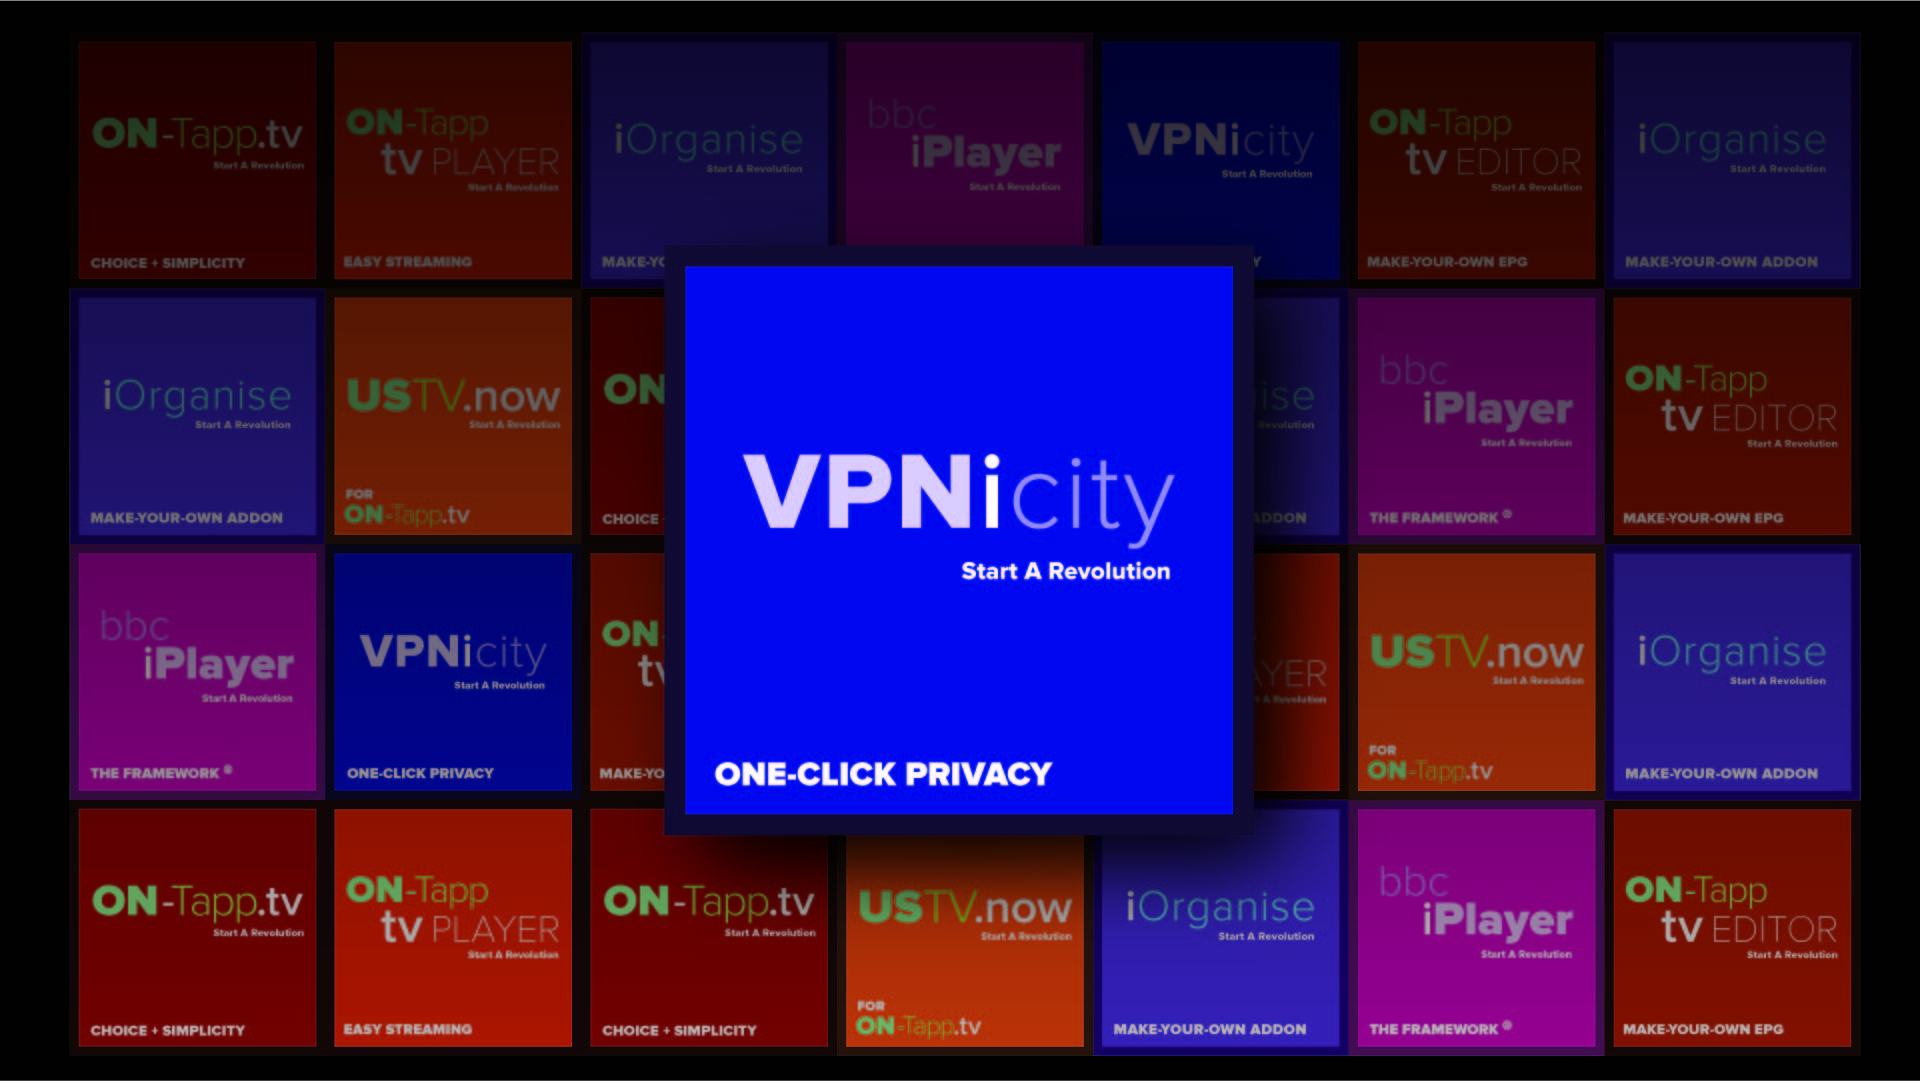 ON-Tapp.tv
Start A Revolution
CHOICE + SIMPLICITY
ON-Tapp
tv PLAYER
Start A Revolution
EASY STREAMING
iOrganise
Start A Revolution
bbc
iPlayer
Start A Revolution
VPNicity
Start A Revolution
ON-Tapp
tv EDITOR
Start A Revolution
MAKE-YOUR-OWN EPG
iOrganise
Start A Revolution
MAKE-YOUR-OWN ADDON
iOrganise
Start A Revolution
MAKE-YOUR-OWN ADDON
USTV.now
Start A Revolution
FOR
ON-Tapp.tv
ON
CHOICE
VPNicity
Start A Revolution
ONE-CLICK PRIVACY
Revolution
ADDON
bbc
iPlayer
Start A Revolution
THE FRAMEWORK ®
ON-Tapp
tv EDITOR
Start A Revolution
MAKE-YOUR-OWN EPG
bbc
iPlayer
Start A Revolution
THE FRAMEWORK ®
VPNicity
Start A Revolution
ONE-CLICK PRIVACY
ON
tv
A Revolution
USTV.now
Start A Revolution
FOR
ON-Tapp.tv
iOrganise
Start A Revolution
MAKE-YOUR-OWN ADDON
ON-Tapp.tv
Start A Revolution
CHOICE + SIMPLICITY
ON-Tapp
tv PLAYER
Start A Revolution
EASY STREAMING
ON-Tapp.tv
Start A Revolution
CHOICE + SIMPLICITY
USTV.now
Start A Revolution
FOR
ON-Tapp.tv
iOrganise
Start A Revolution
MAKE-YOUR-OWN ADDON
bbc
iPlayer
Start A Revolution
THE FRAMEWORK ®
ON-Tapp
tv EDITOR
Start A Revolution
MAKE-YOUR-OWN EPG